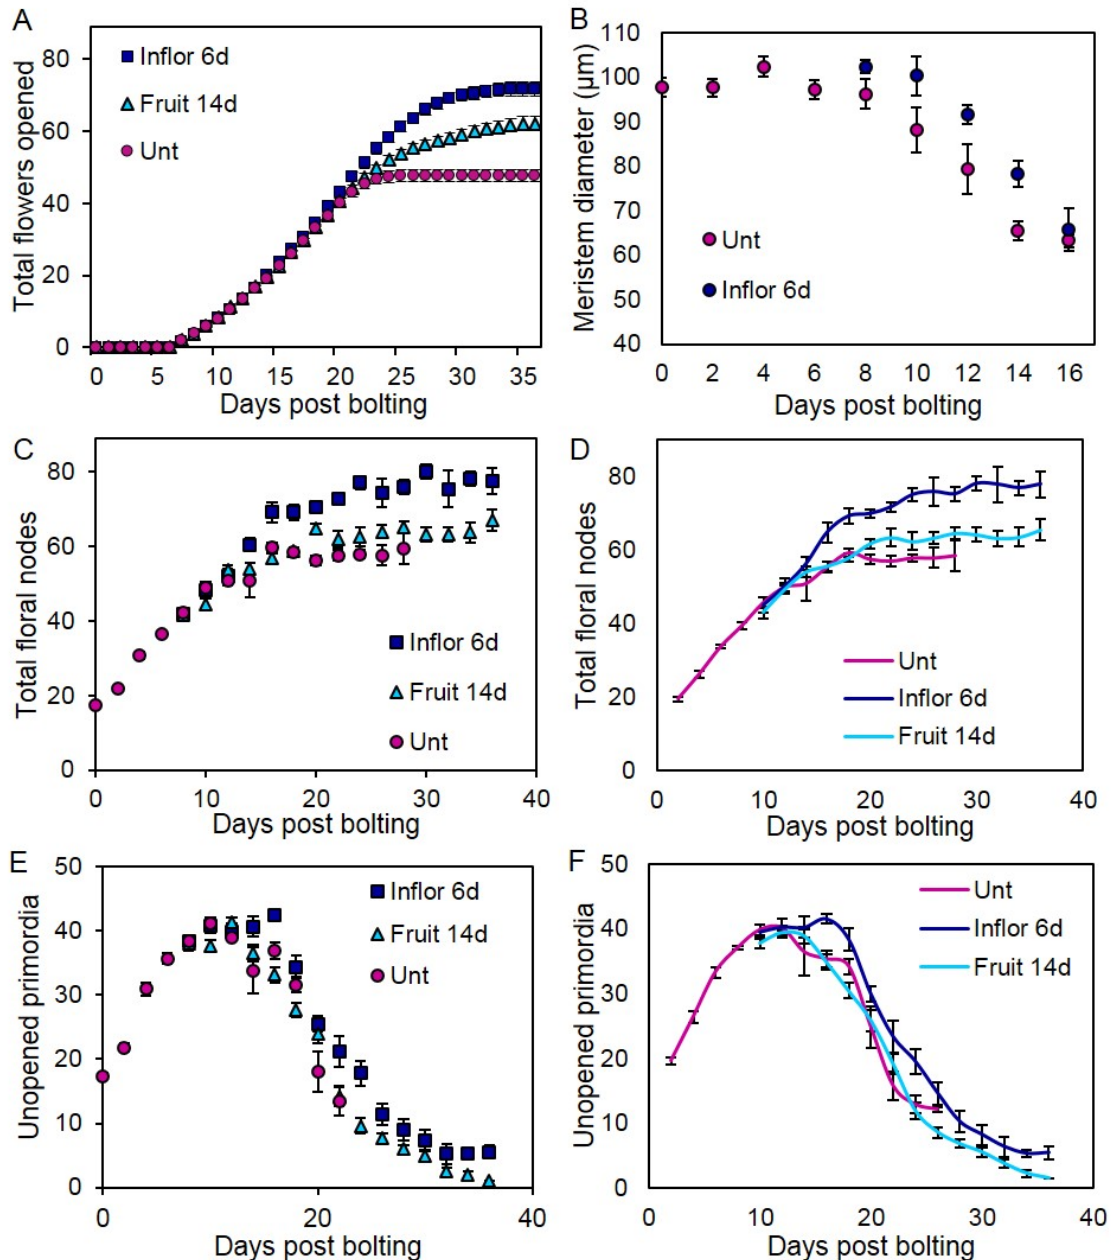 A
Total flowers opened
80
60
40
20
0
Inflor 6d
Fruit 14d
Unt
0 5 10 15 20 25 30 35
Days post bolting
B
Meristem diameter (µm)
110
100
90
80
70
60
50
40
Unt
Inflor 6d
0 2 4 6 8 10 12 14 16
Days post bolting
C
Total floral nodes
80
60
40
20
0
Inflor 6d
Fruit 14d
Unt
0 10 20 30 40
Days post bolting
D
Total floral nodes
80
60
40
20
0
Unt
Inflor 6d
Fruit 14d
0 10 20 30 40
Days post bolting
E
Unopened primordia
50
40
30
20
10
0
Inflor 6d
Fruit 14d
Unt
0 20 40
Days post bolting
F
Unopened primordia
50
40
30
20
10
0
Unt
Inflor 6d
Fruit 14d
0 10 20 30 40
Days post bolting